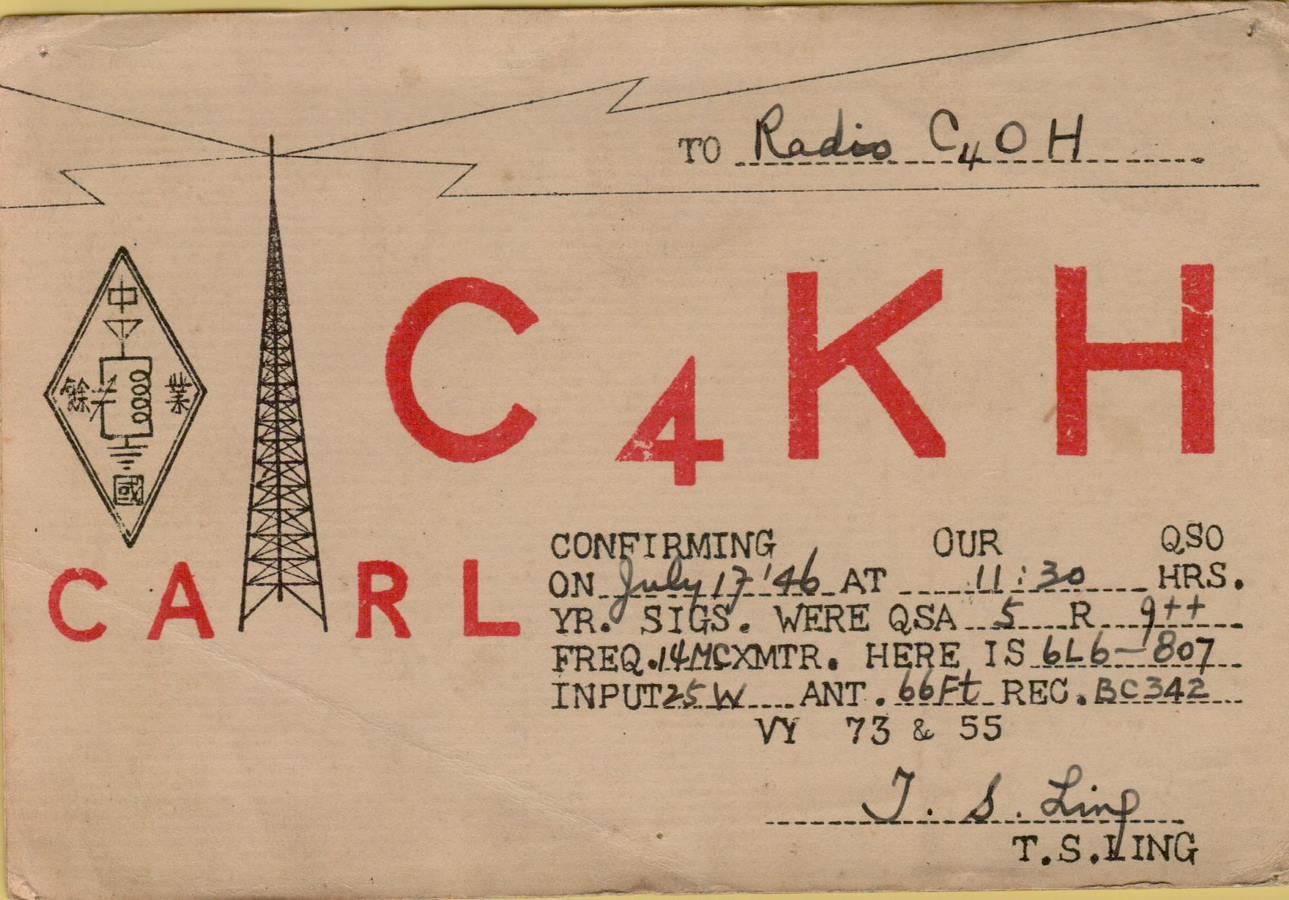 TO Radio C4OH
中
餘 業
國
C4KH
CARL
CONFIRMING OUR QSO
ON July 17 '46 AT 11:30 HRS.
YR. SIGS. WERE QSA 5 R 9++
FREQ. 14MC XMTR. HERE IS 6L6-807
INPUT 25W ANT. 66Ft REC. BC342
VY 73 & 55
T. S. Ling
T.S.LING